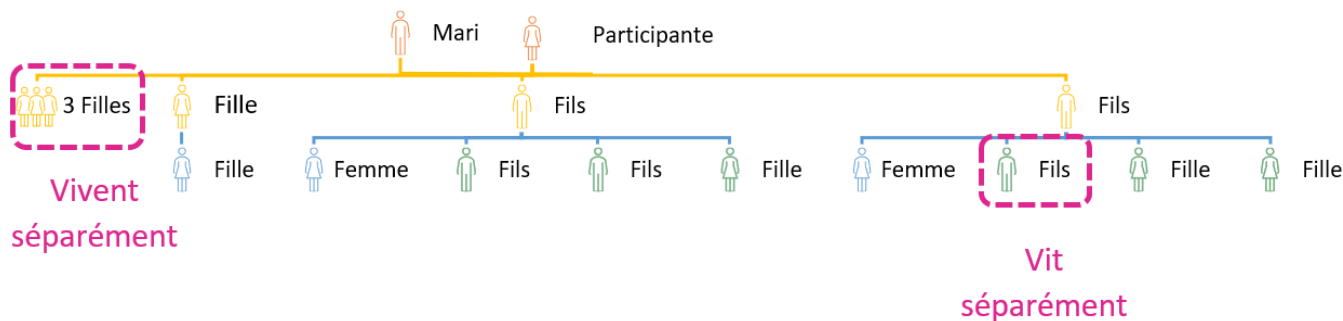 Mari Participante
3 Filles Fille Fils Fils
Fille Femme Fils Fils Fille Femme Fils Fille Fille
Vivent
séparément
Vit
séparément